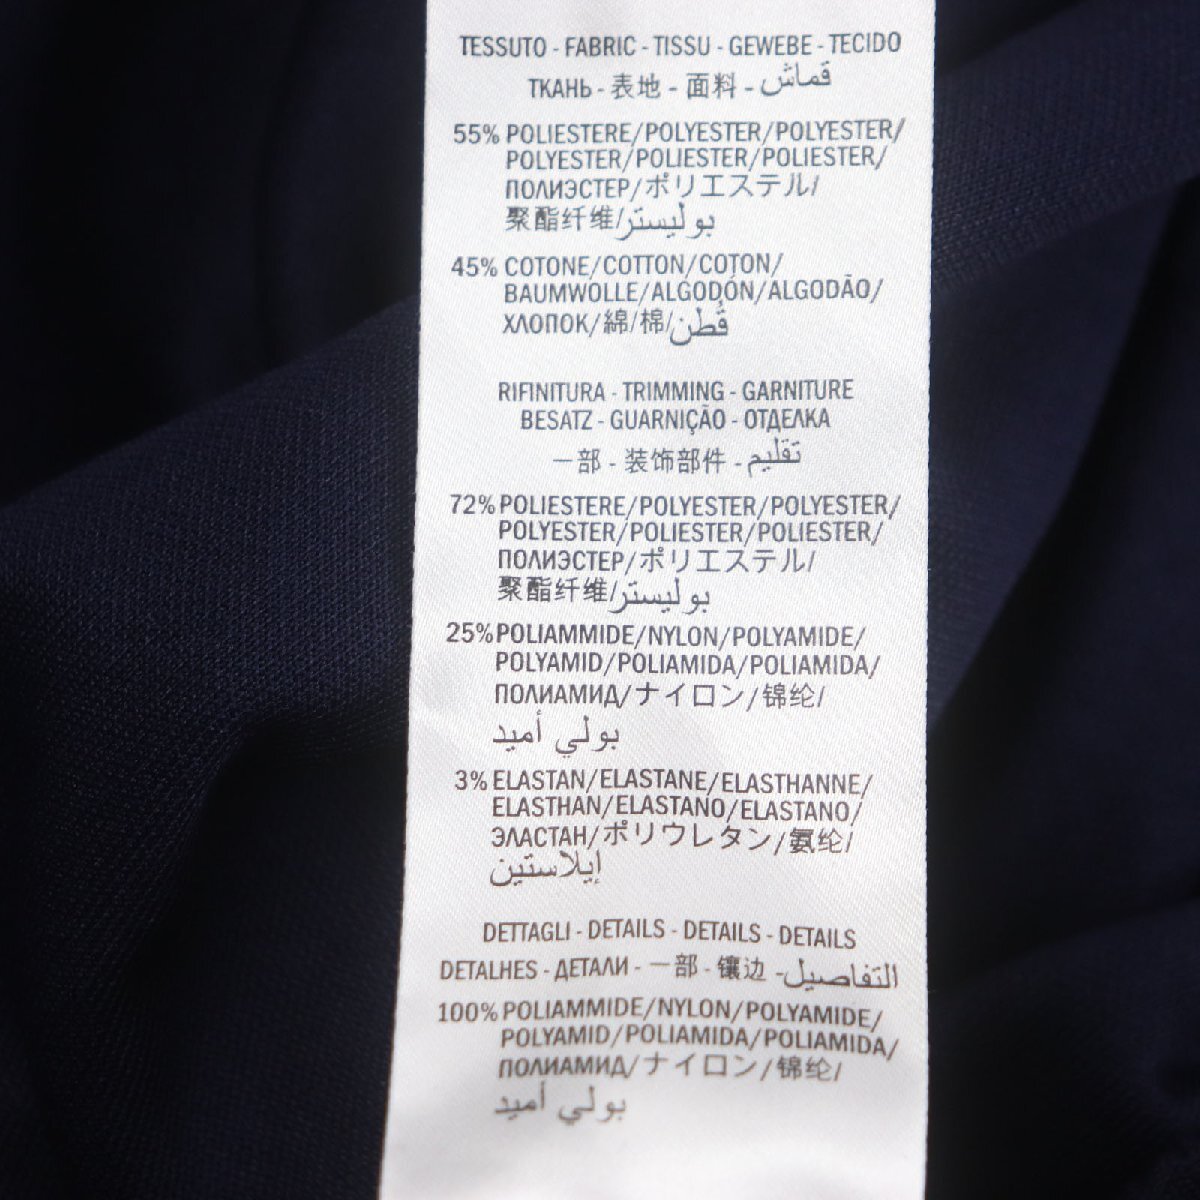 TESSUTO - FABRIC - TISSU - GEWEBE - TECIDO
ТКАНЬ - 表地 - 面料 - قماش
55% POLIESTERE/POLYESTER/POLYESTER/
POLYESTER/POLIESTER/POLIESTER/
ПОЛИЭСТЕР/ポリエステル/
聚酯纤维/بوليستر
45% COTONE/COTTON/COTON/
BAUMWOLLE/ALGODÓN/ALGODÃO/
ХЛОПОК/綿/棉/قُطن
RIFINITURA - TRIMMING - GARNITURE
BESATZ - GUARNIÇÃO - ОТДЕЛКА
一部 - 装饰部件 - تقليم
72% POLIESTERE/POLYESTER/POLYESTER/
POLYESTER/POLIESTER/POLIESTER/
ПОЛИЭСТЕР/ポリエステル/
聚酯纤维/بوليستر
25% POLIAMMIDE/NYLON/POLYAMIDE/
POLYAMID/POLIAMIDA/POLIAMIDA/
ПОЛИАМИД/ナイロン/锦纶/
بولي أميد
3% ELASTAN/ELASTANE/ELASTHANNE/
ELASTHAN/ELASTANO/ELASTANO/
ЭЛАСТАН/ポリウレタン/氨纶/
إيلاستين
DETTAGLI - DETAILS - DETAILS - DETAILS
DETALHES - ДЕТАЛИ - 一部 - 镶边 - التفاصيل
100% POLIAMMIDE/NYLON/POLYAMIDE/
POLYAMID/POLIAMIDA/POLIAMIDA/
ПОЛИАМИД/ナイロン/锦纶/
بولي أميد